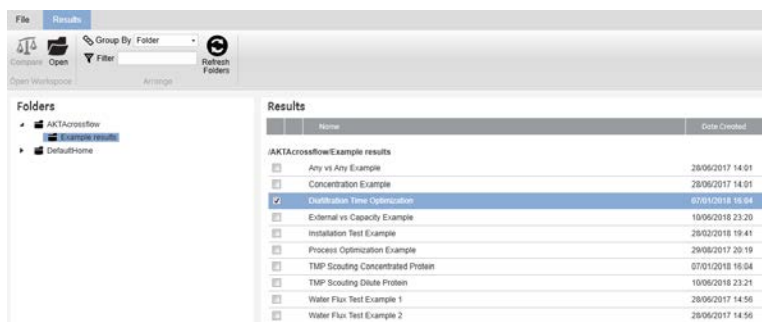 File Results
Compare Open Group By Folder
Filter
Refresh
Folders
Open Workspace Arrange
Folders
AKTAcrossflow
Example results
DefaultHome
Results
Name Date Created
/AKTAcrossflow/Example results
Any vs Any Example 28/06/2017 14:01
Concentration Example 28/06/2017 14:01
Diafiltration Time Optimization 07/01/2018 16:04
External vs Capacity Example 10/06/2018 23:20
Installation Test Example 28/02/2018 19:41
Process Optimization Example 29/08/2017 20:19
TMP Scouting Concentrated Protein 07/01/2018 16:04
TMP Scouting Dilute Protein 10/06/2018 23:21
Water Flux Test Example 1 28/06/2017 14:56
Water Flux Test Example 2 28/06/2017 14:56